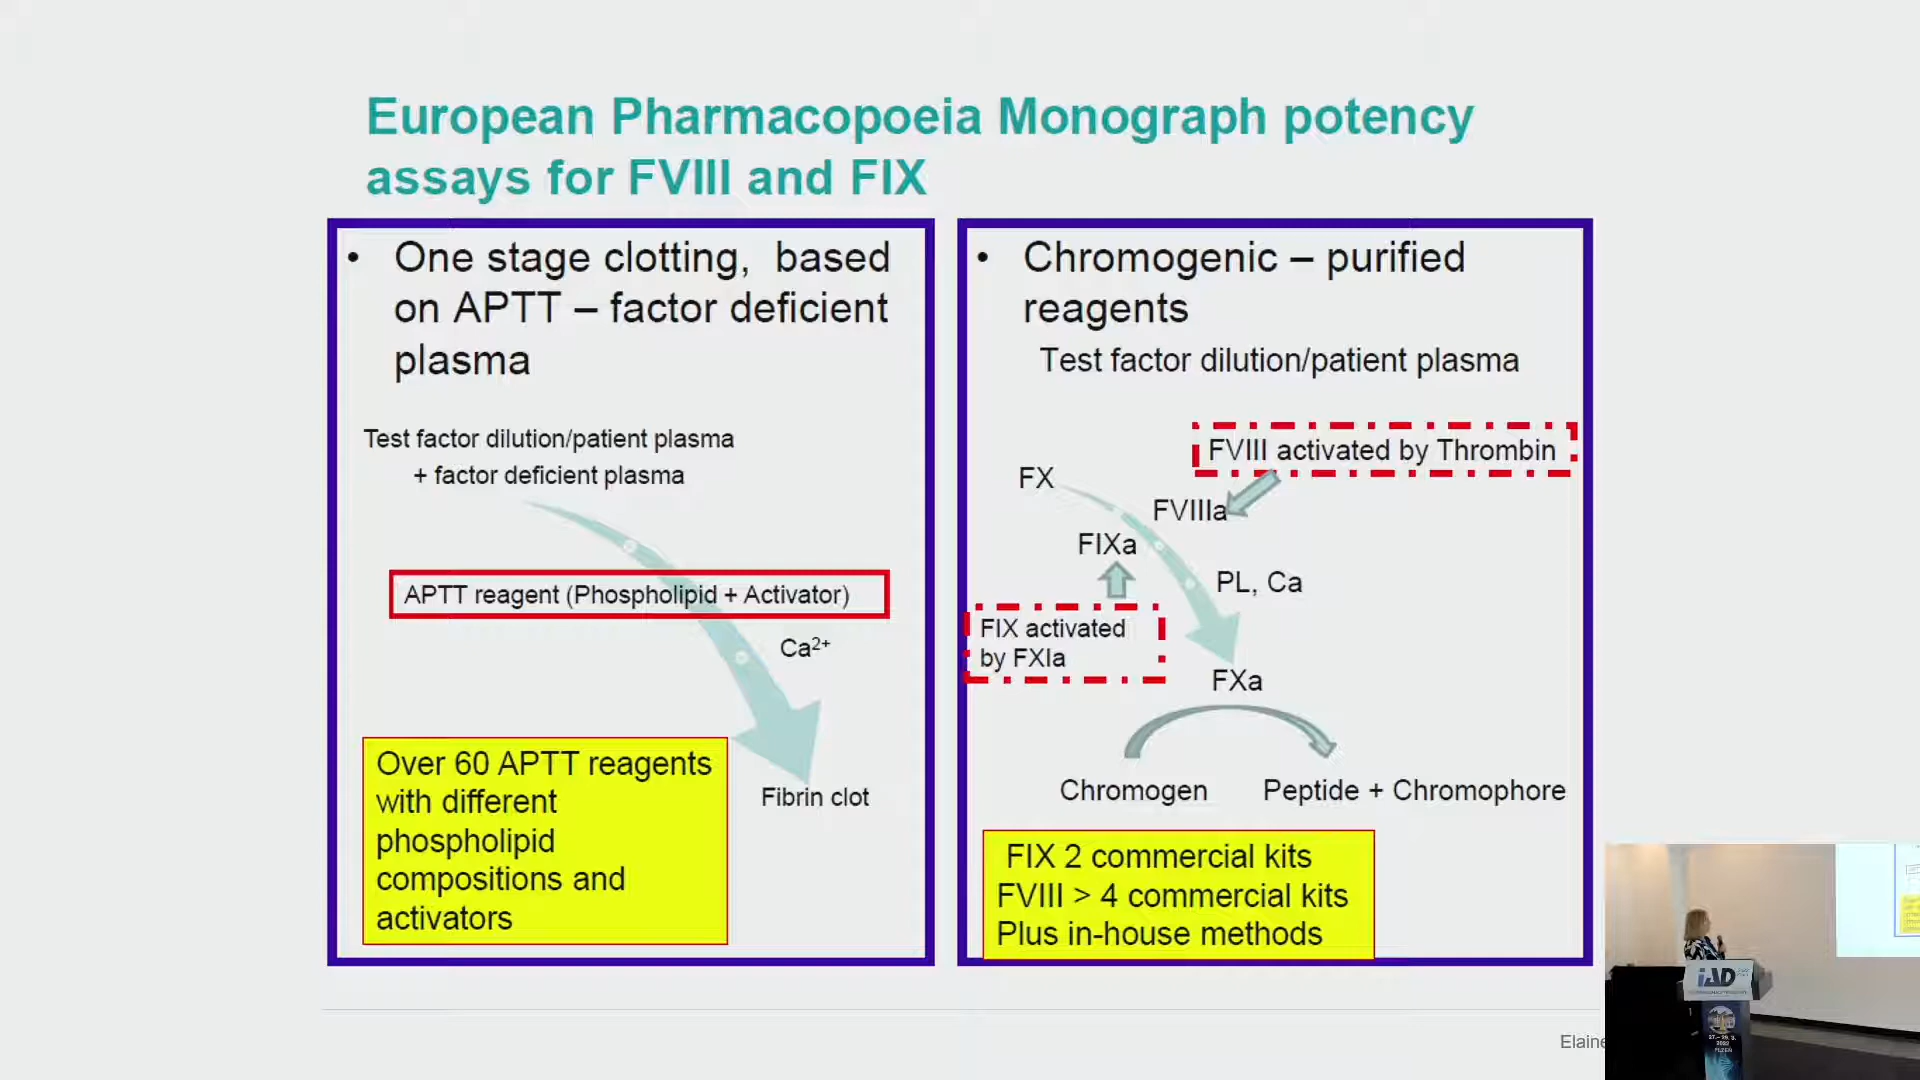 European Pharmacopoeia Monograph potency
assays for FVIII and FIX
• One stage clotting, based
on APTT – factor deficient
plasma
Test factor dilution/patient plasma
+ factor deficient plasma
APTT reagent (Phospholipid + Activator)
Ca2+
Over 60 APTT reagents
with different
phospholipid
compositions and
activators
Fibrin clot
• Chromogenic – purified
reagents
Test factor dilution/patient plasma
FVIII activated by Thrombin
FX
FVIIIa
FIXa
PL, Ca
FIX activated
by FXIa
FXa
Chromogen
Peptide + Chromophore
FIX 2 commercial kits
FVIII > 4 commercial kits
Plus in-house methods
Elaine
iAD